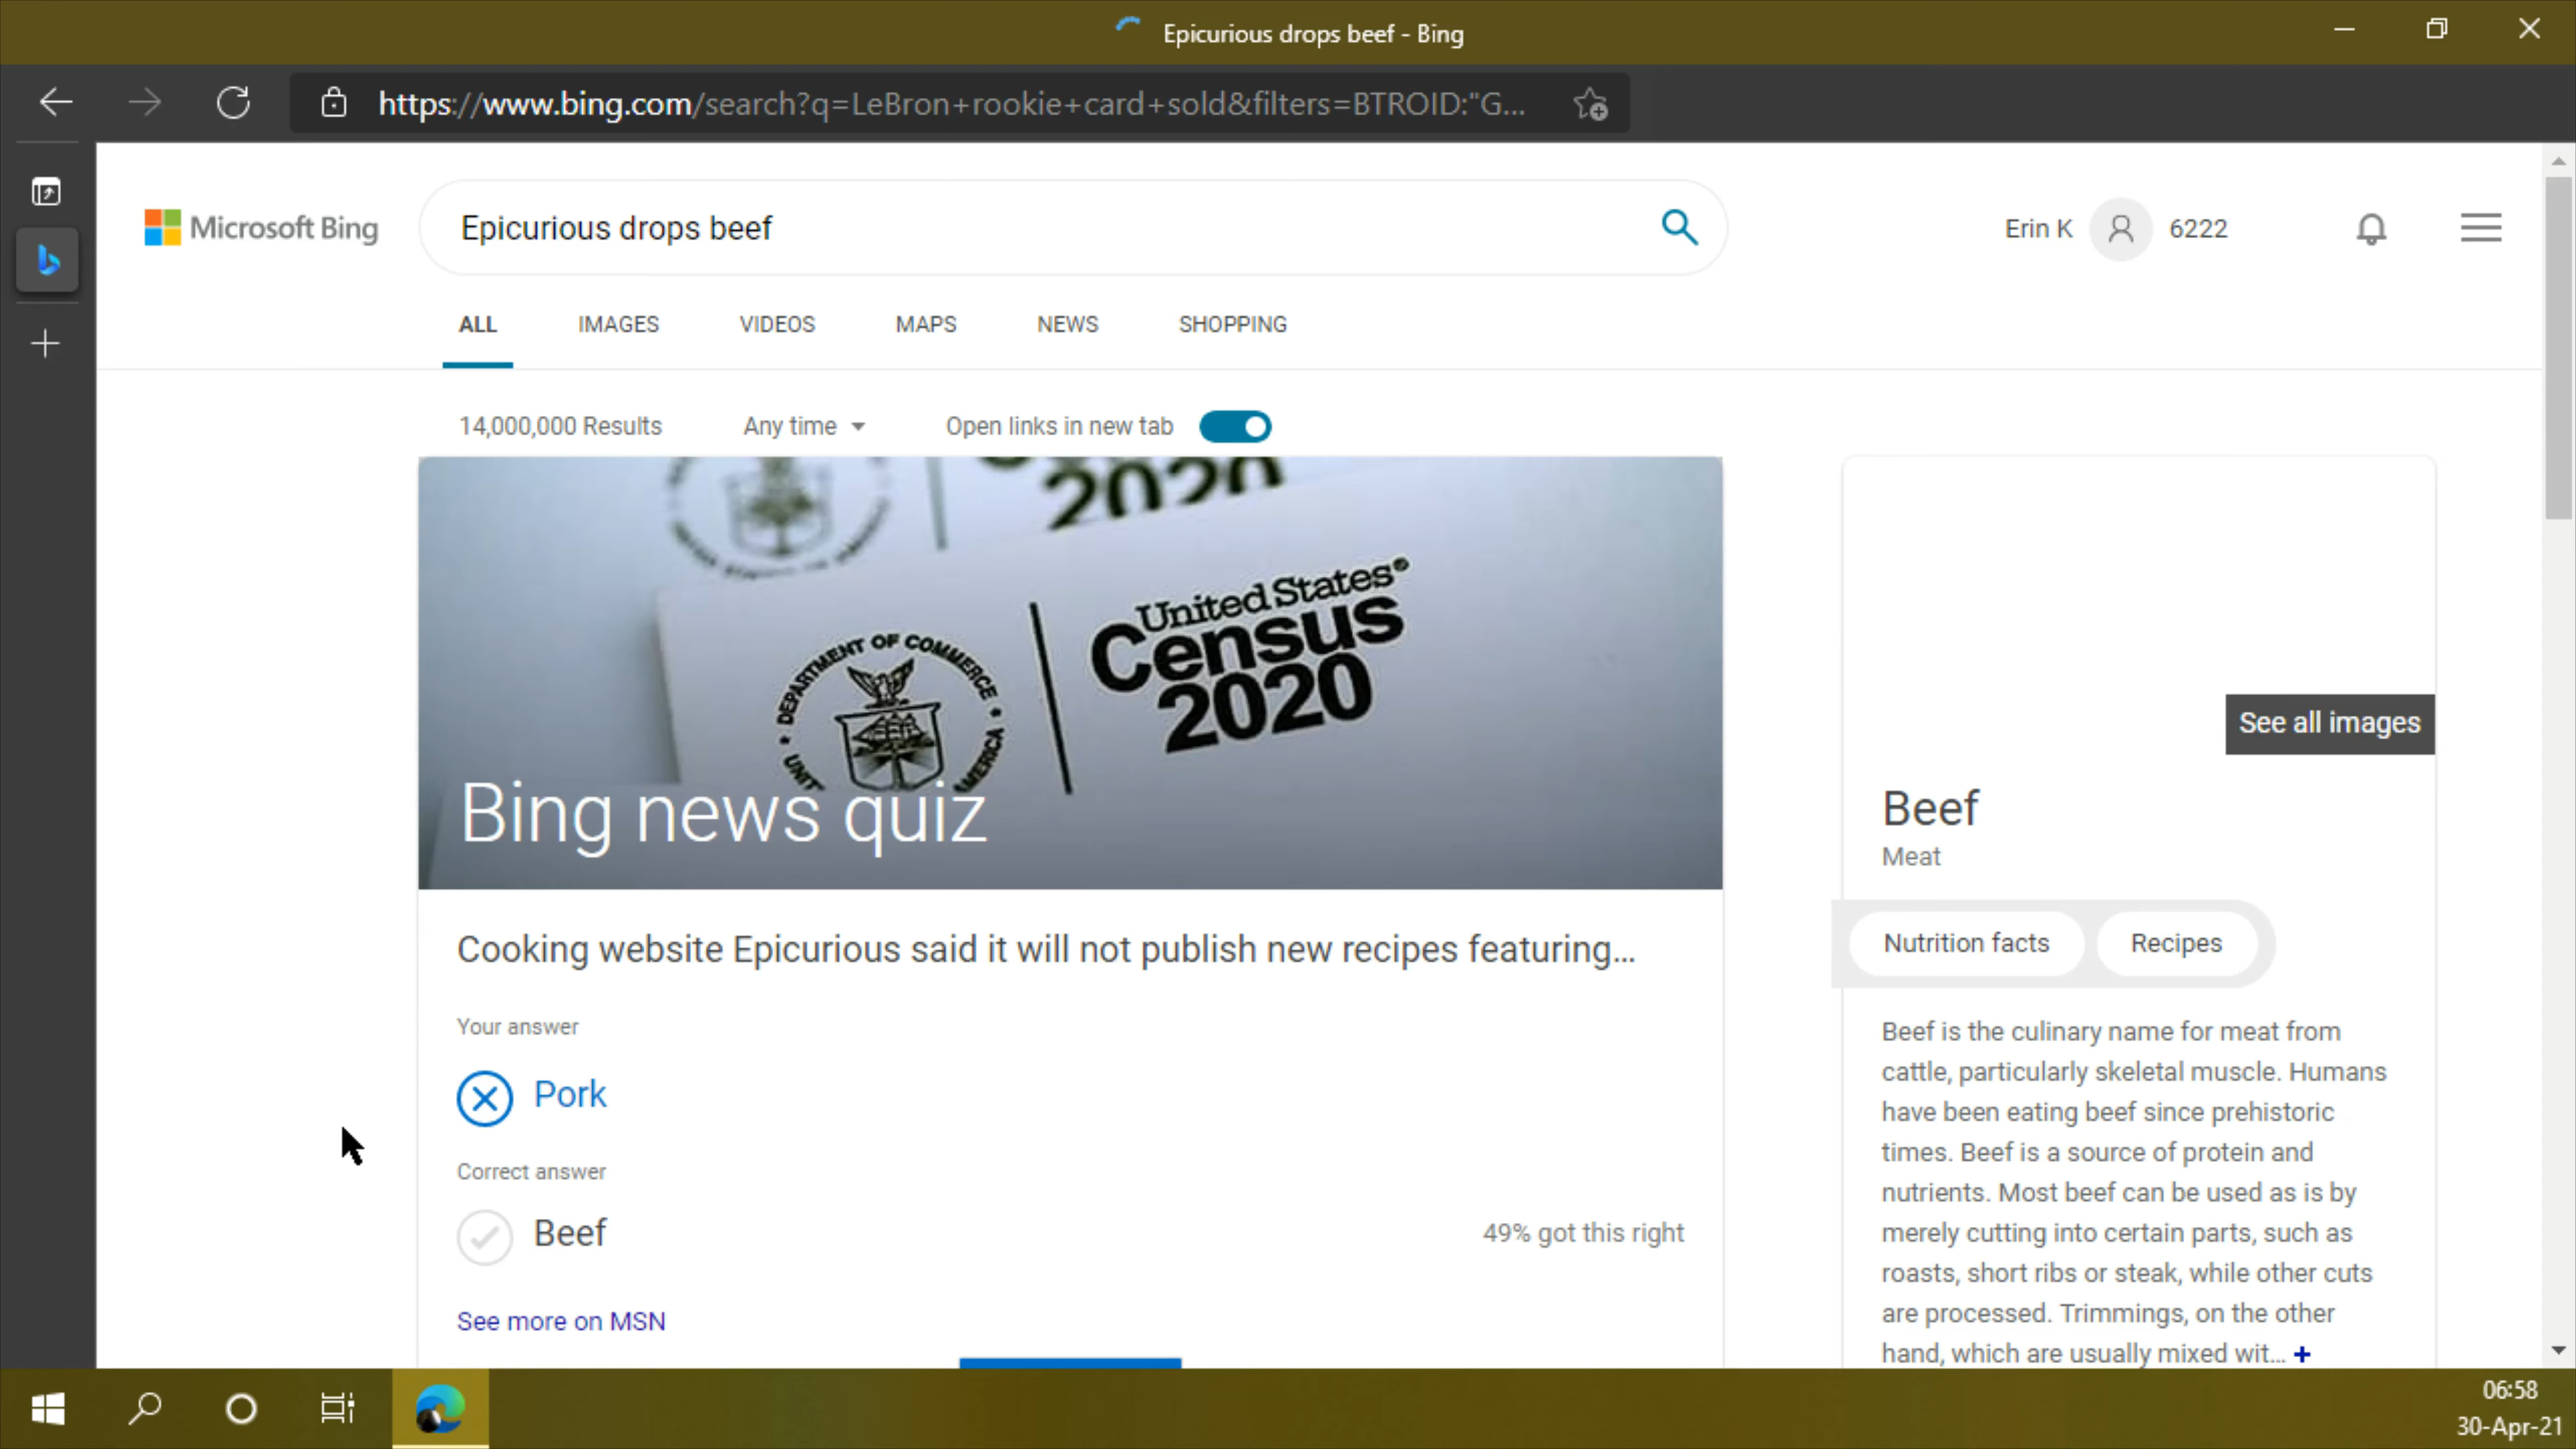 Epicurious drops beef - Bing
https://www.bing.com/search?q=LeBron+rookie+card+sold&filters=BTROID:"G...
Microsoft Bing
Epicurious drops beef
Erin K
6222
ALL
IMAGES
VIDEOS
MAPS
NEWS
SHOPPING
14,000,000 Results
Any time
Open links in new tab
2020
United States®
Census
2020
DEPARTMENT OF COMMERCE
UNIT
AMERICA
Bing news quiz
Cooking website Epicurious said it will not publish new recipes featuring...
Your answer
Pork
Correct answer
Beef
49% got this right
See more on MSN
See all images
Beef
Meat
Nutrition facts
Recipes
Beef is the culinary name for meat from
cattle, particularly skeletal muscle. Humans
have been eating beef since prehistoric
times. Beef is a source of protein and
nutrients. Most beef can be used as is by
merely cutting into certain parts, such as
roasts, short ribs or steak, while other cuts
are processed. Trimmings, on the other
hand, which are usually mixed wit... +
06:58
30-Apr-21